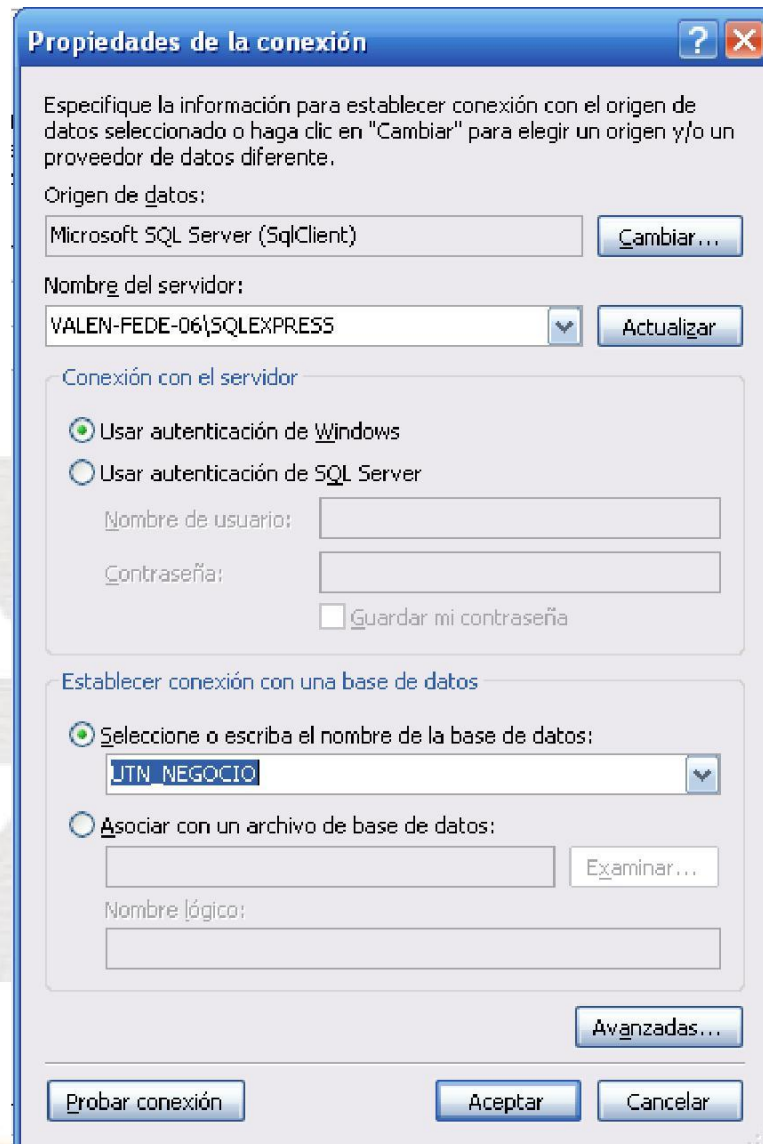 Propiedades de la conexión
Especifique la información para establecer conexión con el origen de
datos seleccionado o haga clic en "Cambiar" para elegir un origen y/o un
proveedor de datos diferente.
Origen de datos:
Microsoft SQL Server (SqlClient)
Cambiar...
Nombre del servidor:
VALEN-FEDE-06\SQLEXPRESS
Actualizar
Conexión con el servidor
Usar autenticación de Windows
Usar autenticación de SQL Server
Nombre de usuario:
Contraseña:
Guardar mi contraseña
Establecer conexión con una base de datos
Seleccione o escriba el nombre de la base de datos:
UTN_NEGOCIO
Asociar con un archivo de base de datos:
Examinar...
Nombre lógico:
Avanzadas...
Probar conexión
Aceptar
Cancelar